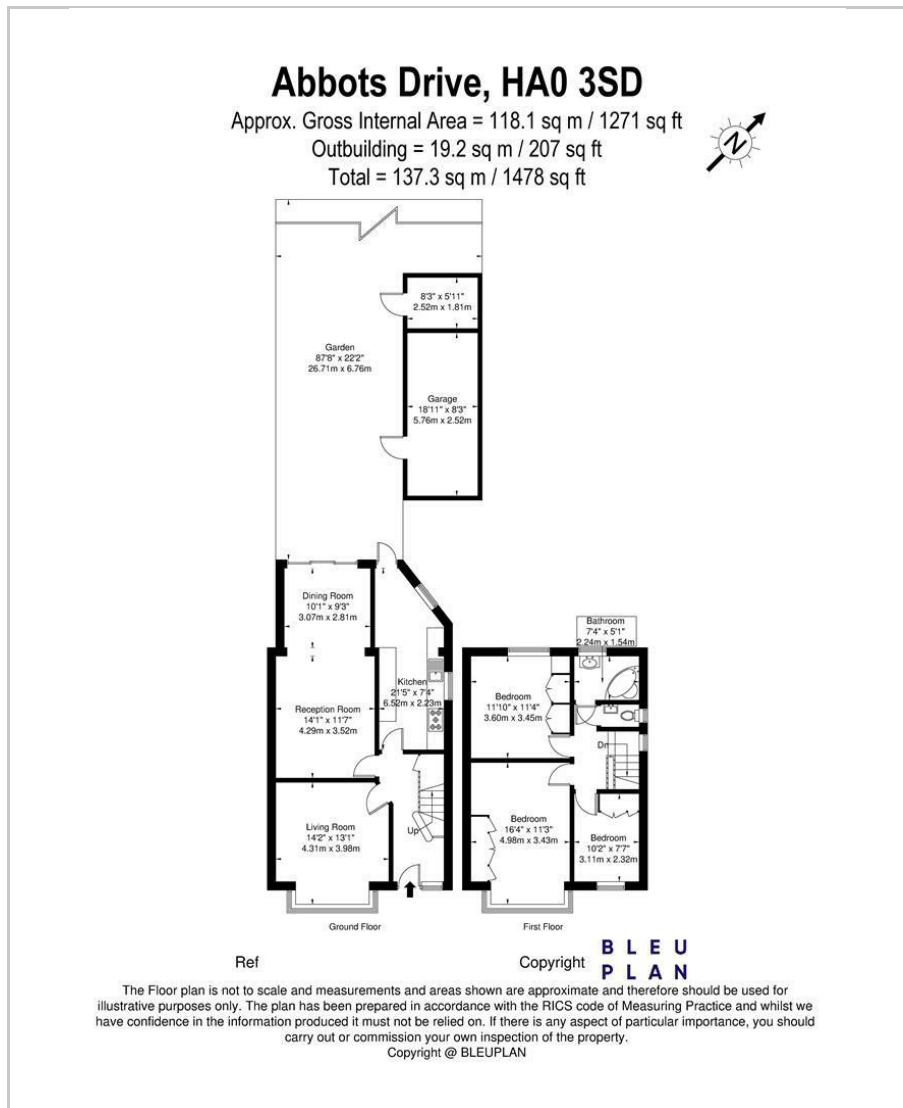 Abbots Drive, HA0 3SD
Approx. Gross Internal Area = 118.1 sq m / 1271 sq ft
Outbuilding = 19.2 sq m / 207 sq ft
Total = 137.3 sq m / 1478 sq ft
N
8'3" x 5'11"
2.52m x 1.81m
Garden
87'8" x 22'2"
26.71m x 6.76m
Garage
18'11" x 8'3"
5.76m x 2.52m
Dining Room
10'1" x 9'3"
3.07m x 2.81m
Kitchen
21'5" x 7'4"
6.52m x 2.23m
Reception Room
14'1" x 11'7"
4.29m x 3.52m
Living Room
14'2" x 13'1"
4.31m x 3.98m
Up
Ground Floor
Bathroom
7'4" x 5'1"
2.24m x 1.54m
Bedroom
11'10" x 11'4"
3.60m x 3.45m
Dn
Bedroom
16'4" x 11'3"
4.98m x 3.43m
Bedroom
10'2" x 7'7"
3.11m x 2.32m
First Floor
Ref
Copyright
BLEU
PLAN
The Floor plan is not to scale and measurements and areas shown are approximate and therefore should be used for
illustrative purposes only. The plan has been prepared in accordance with the RICS code of Measuring Practice and whilst we
have confidence in the information produced it must not be relied on. If there is any aspect of particular importance, you should
carry out or commission your own inspection of the property.
Copyright @ BLEUPLAN